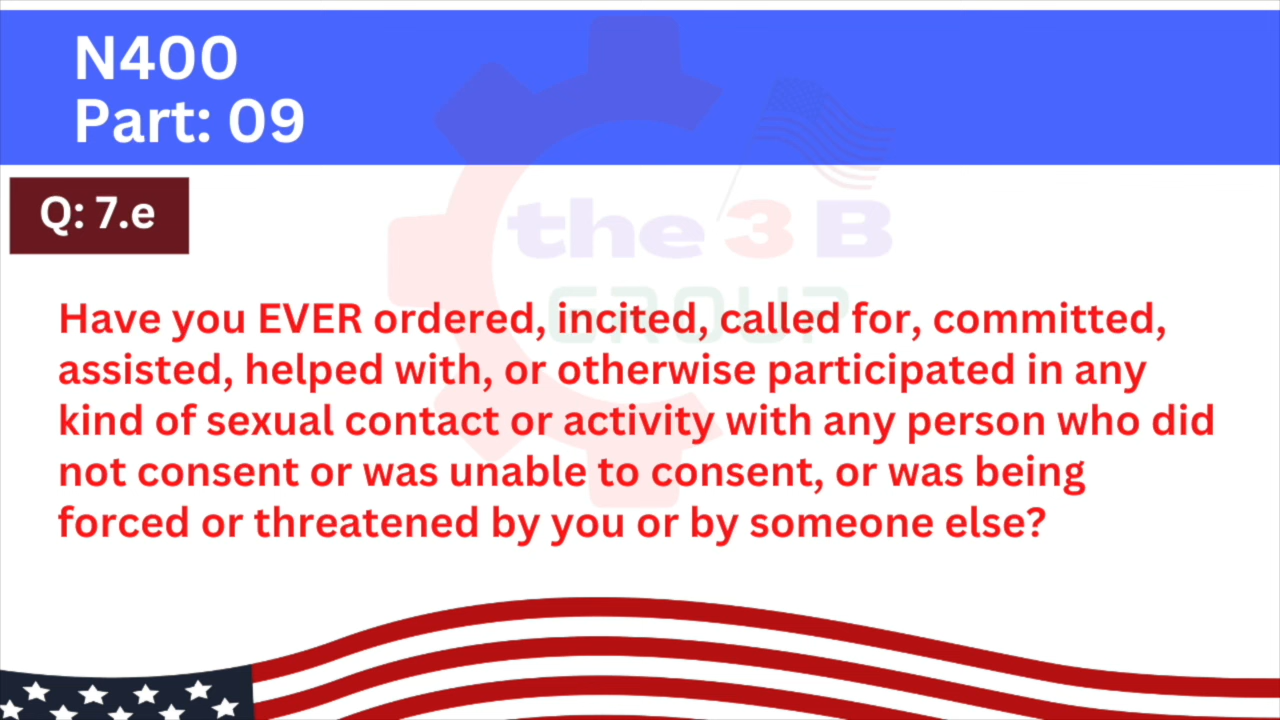 N400
Part: 09
Q: 7.e
the 3B
GROUP
Have you EVER ordered, incited, called for, committed,
assisted, helped with, or otherwise participated in any
kind of sexual contact or activity with any person who did
not consent or was unable to consent, or was being
forced or threatened by you or by someone else?